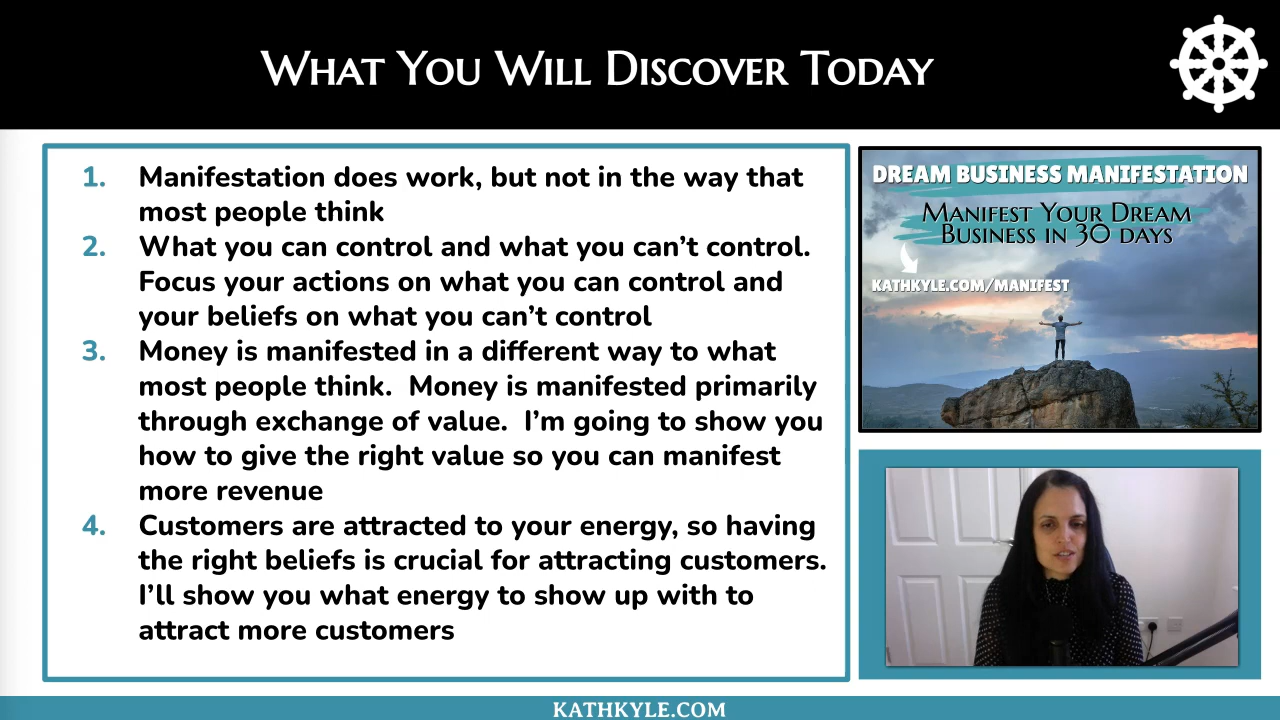 What You Will Discover Today
1. Manifestation does work, but not in the way that
most people think
2. What you can control and what you can’t control.
Focus your actions on what you can control and
your beliefs on what you can’t control
3. Money is manifested in a different way to what
most people think.  Money is manifested primarily
through exchange of value.  I’m going to show you
how to give the right value so you can manifest
more revenue
4. Customers are attracted to your energy, so having
the right beliefs is crucial for attracting customers.
I’ll show you what energy to show up with to
attract more customers
DREAM BUSINESS MANIFESTATION
Manifest Your Dream
Business in 30 days
KATHKYLE.COM/MANIFEST
KATHKYLE.COM